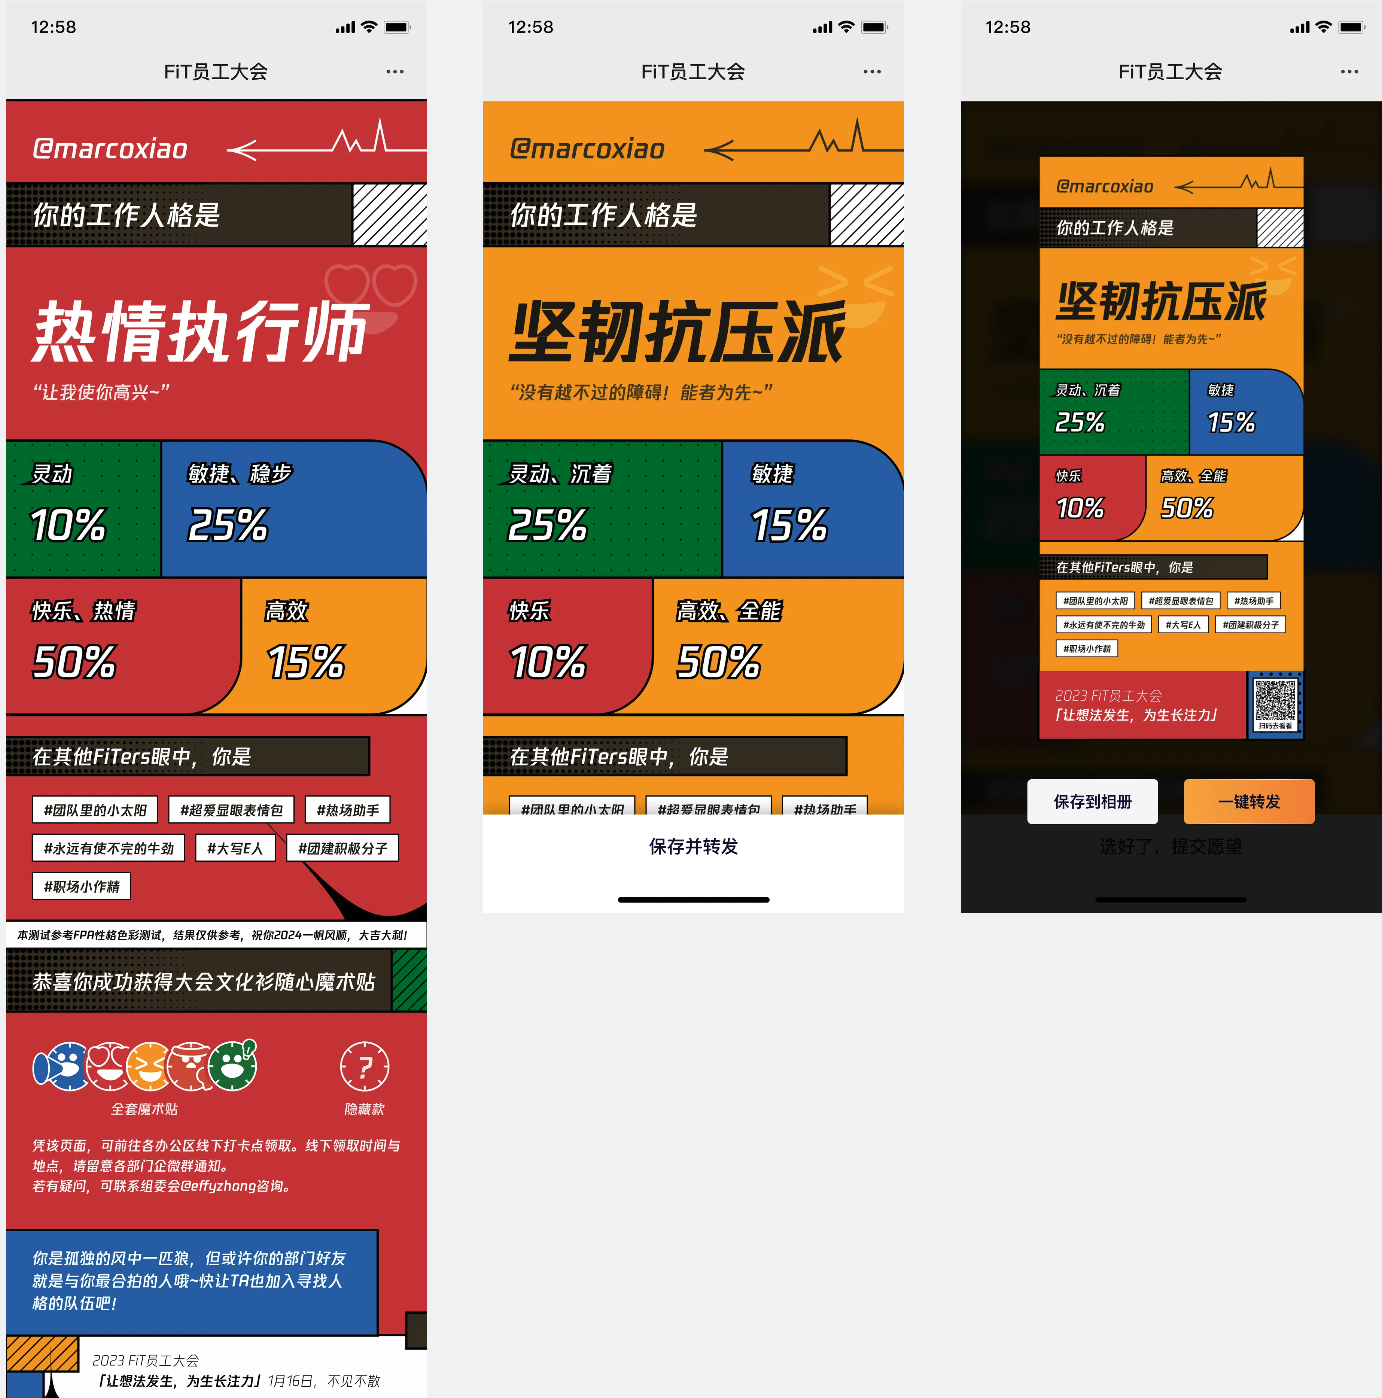 12:58
FiT员工大会
@marcoxiao
你的工作人格是
热情执行师
“让我使你高兴~”
灵动
10%
敏捷、稳步
25%
快乐、热情
50%
高效
15%
在其他FiTers眼中，你是
#团队里的小太阳
#超爱显眼表情包
#热场助手
#永远有使不完的牛劲
#大写E人
#团建积极分子
#职场小作精
本测试参考FPA性格色彩测试，结果仅供参考，祝你2024一帆风顺，大吉大利！
恭喜你成功获得大会文化衫随心魔术贴
?
全套魔术贴
隐藏款
凭该页面，可前往各办公区线下打卡点领取。线下领取时间与
地点，请留意各部门企微群通知。
若有疑问，可联系组委会@effyzhong咨询。
你是孤独的风中一匹狼，但或许你的部门好友
就是与你最合拍的人哦~快让TA也加入寻找人
格的队伍吧！
2023 FiT员工大会
「让想法发生，为生长注力」1月16日，不见不散
12:58
FiT员工大会
@marcoxiao
你的工作人格是
坚韧抗压派
“没有越不过的障碍！能者为先~”
灵动、沉着
25%
敏捷
15%
快乐
10%
高效、全能
50%
在其他FiTers眼中，你是
#团队里的小太阳
#超爱显眼表情包
#热场助手
保存并转发
12:58
FiT员工大会
@marcoxiao
你的工作人格是
坚韧抗压派
“没有越不过的障碍！能者为先~”
灵动、沉着
25%
敏捷
15%
快乐
10%
高效、全能
50%
在其他FiTers眼中，你是
#团队里的小太阳
#超爱显眼表情包
#热场助手
#永远有使不完的牛劲
#大写E人
#团建积极分子
#职场小作精
2023 FiT员工大会
「让想法发生，为生长注力」
扫码去看看
保存到相册
一键转发
选好了，提交愿望